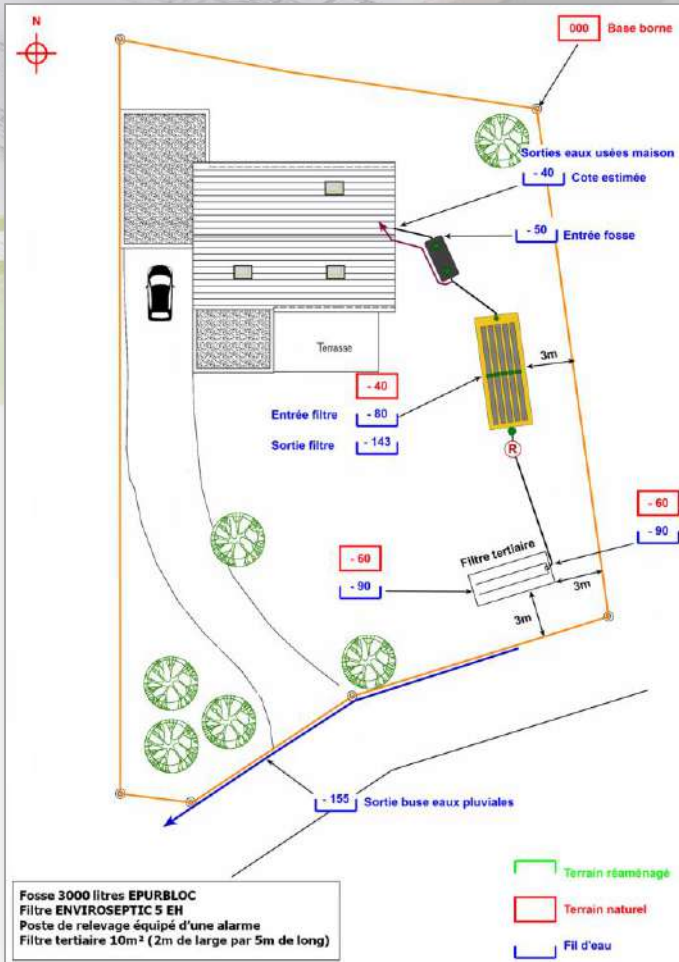 N
000 Base borne
Sorties eaux usées maison
- 40 Cote estimée
- 50 Entrée fosse
Terrasse
3m
- 40
Entrée filtre - 80
Sortie filtre - 143
R
- 60
- 90
Filtre tertiaire
- 60
- 90
3m
3m
- 155 Sortie buse eaux pluviales
Fosse 3000 litres EPURBLOC
Filtre ENVIROSEPTIC 5 EH
Poste de relevage équipé d'une alarme
Filtre tertiaire 10m² (2m de large par 5m de long)
Terrain réaménagé
Terrain naturel
Fil d'eau